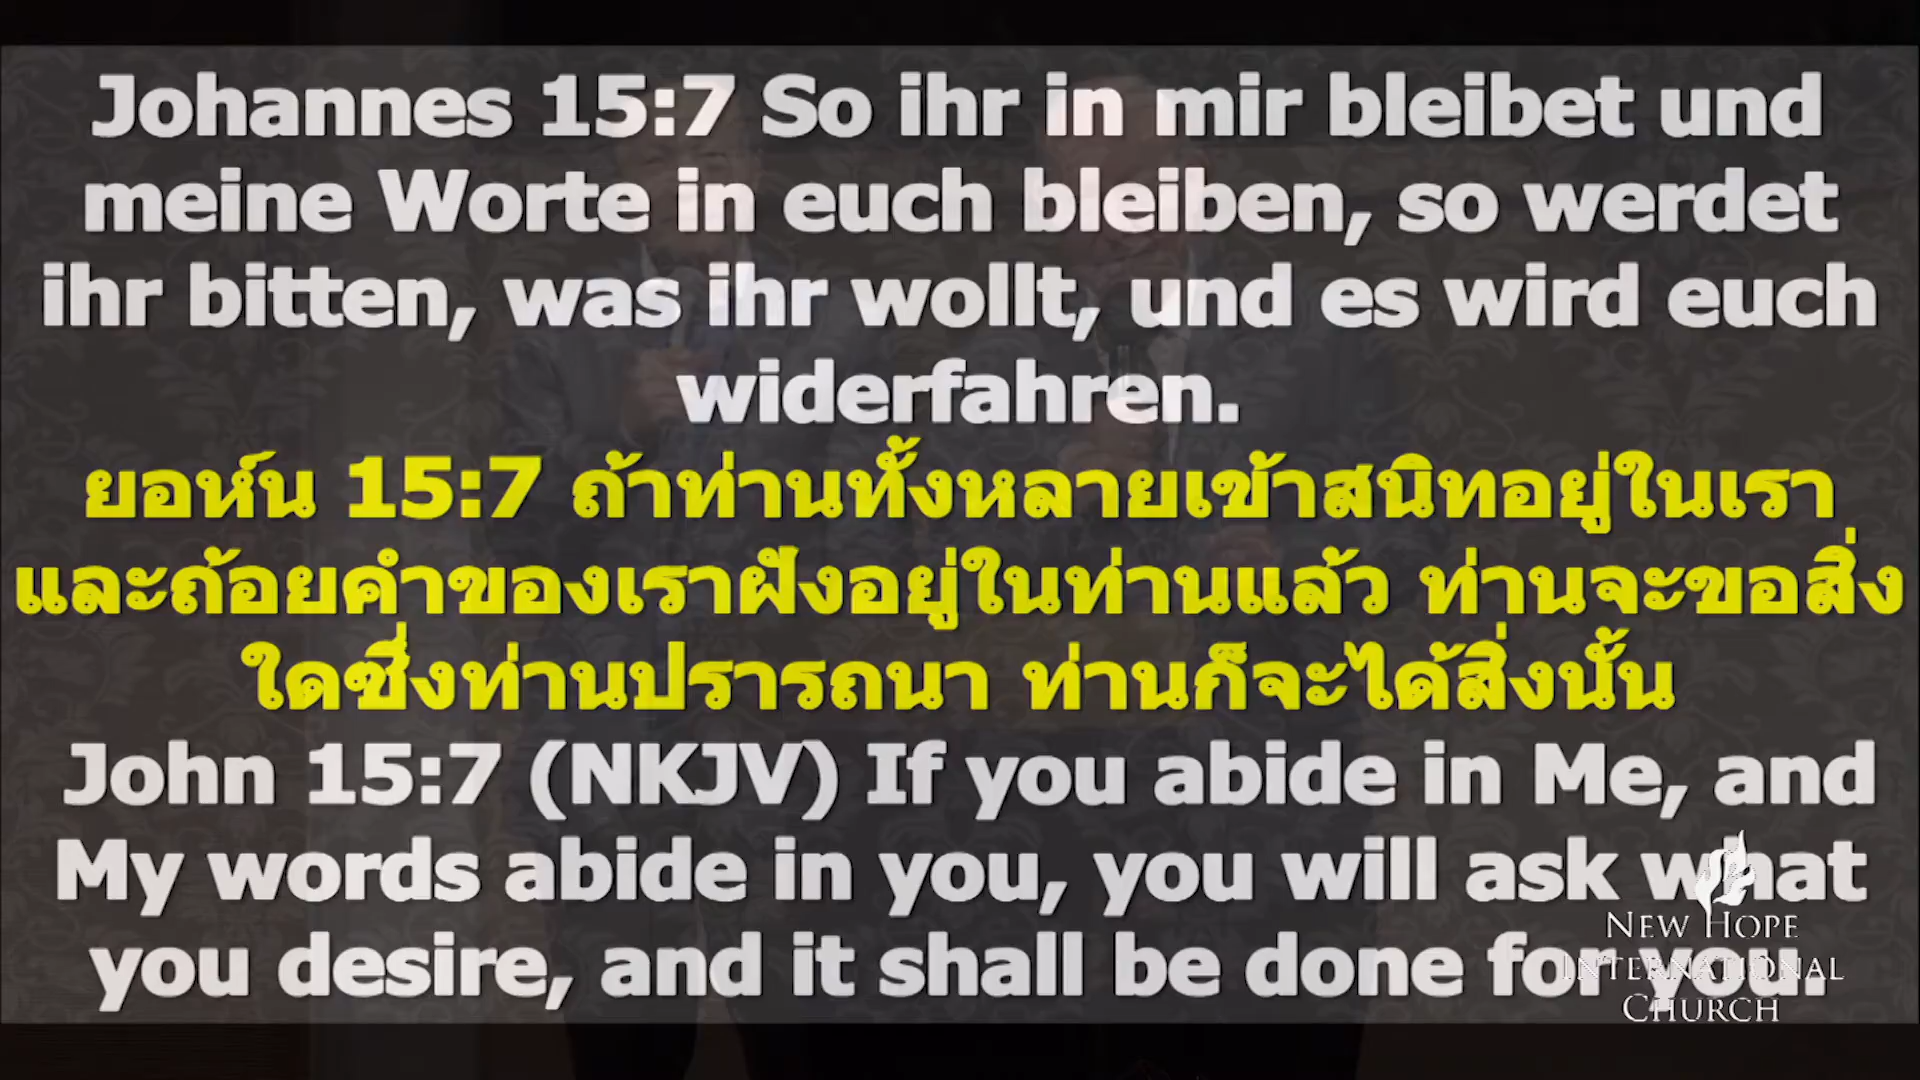 Johannes 15:7 So ihr in mir bleibet und
meine Worte in euch bleiben, so werdet
ihr bitten, was ihr wollt, und es wird euch
widerfahren.
ยอห์น 15:7 ถ้าท่านทั้งหลายเข้าสนิทอยู่ในเรา
และถ้อยคำของเราฝังอยู่ในท่านแล้ว ท่านจะขอสิ่ง
ใดซึ่งท่านปรารถนา ท่านก็จะได้สิ่งนั้น
John 15:7 (NKJV) If you abide in Me, and
My words abide in you, you will ask what
you desire, and it shall be done for you.
NEW HOPE
INTERNATIONAL
CHURCH